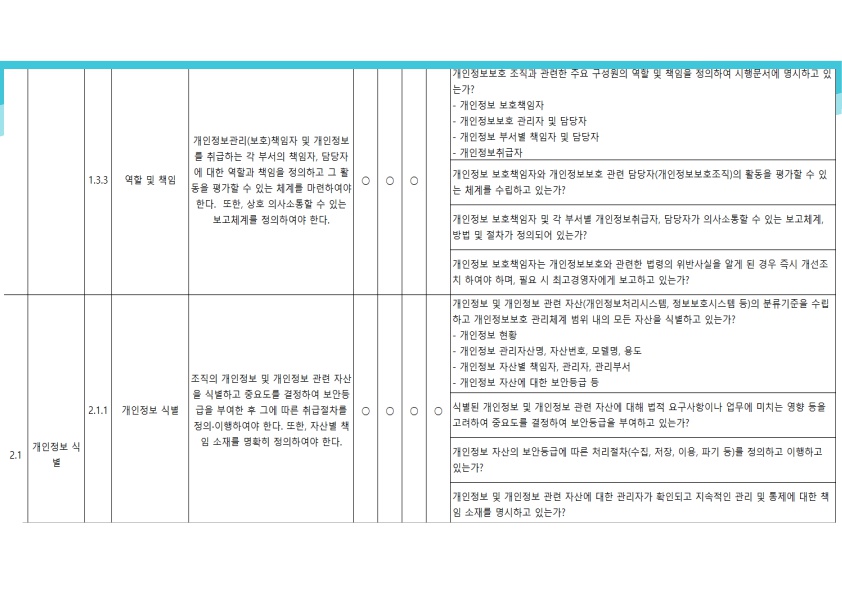 1.3.3
역할 및 책임
개인정보관리(보호)책임자 및 개인정보
를 취급하는 각 부서의 책임자, 담당자
에 대한 역할과 책임을 정의하고 그 활
동을 평가할 수 있는 체계를 마련하여야
한다. 또한, 상호 의사소통할 수 있는
보고체계를 정의하여야 한다.
○ ○ ○
개인정보보호 조직과 관련한 주요 구성원의 역할 및 책임을 정의하여 시행문서에 명시하고 있
는가?
- 개인정보 보호책임자
- 개인정보보호 관리자 및 담당자
- 개인정보 부서별 책임자 및 담당자
- 개인정보취급자
개인정보 보호책임자와 개인정보보호 관련 담당자(개인정보보호조직)의 활동을 평가할 수 있
는 체계를 수립하고 있는가?
개인정보 보호책임자 및 각 부서별 개인정보취급자, 담당자가 의사소통할 수 있는 보고체계,
방법 및 절차가 정의되어 있는가?
개인정보 보호책임자는 개인정보보호와 관련한 법령의 위반사실을 알게 된 경우 즉시 개선조
치 하여야 하며, 필요 시 최고경영자에게 보고하고 있는가?
2.1
개인정보 식
별
2.1.1
개인정보 식별
조직의 개인정보 및 개인정보 관련 자산
을 식별하고 중요도를 결정하여 보안등
급을 부여한 후 그에 따른 취급절차를
정의·이행하여야 한다. 또한, 자산별 책
임 소재를 명확히 정의하여야 한다.
○ ○ ○ ○
개인정보 및 개인정보 관련 자산(개인정보처리시스템, 정보보호시스템 등)의 분류기준을 수립
하고 개인정보보호 관리체계 범위 내의 모든 자산을 식별하고 있는가?
- 개인정보 현황
- 개인정보 관리자산명, 자산번호, 모델명, 용도
- 개인정보 자산별 책임자, 관리자, 관리부서
- 개인정보 자산에 대한 보안등급 등
식별된 개인정보 및 개인정보 관련 자산에 대해 법적 요구사항이나 업무에 미치는 영향 등을
고려하여 중요도를 결정하여 보안등급을 부여하고 있는가?
개인정보 자산의 보안등급에 따른 처리절차(수집, 저장, 이용, 파기 등)를 정의하고 이행하고
있는가?
개인정보 및 개인정보 관련 자산에 대한 관리자가 확인되고 지속적인 관리 및 통제에 대한 책
임 소재를 명시하고 있는가?